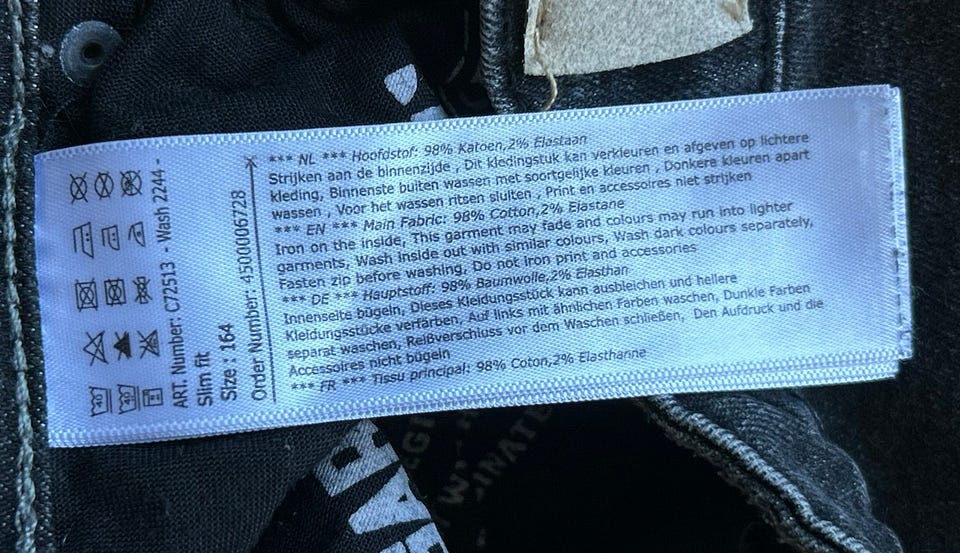 *** NL *** Hoofdstof: 98% Katoen,2% Elastaan
Strijken aan de binnenzijde , Dit kledingstuk kan verkleuren en afgeven op lichtere
kleding, Binnenste buiten wassen met soortgelijke kleuren , Donkere kleuren apart
wassen , Voor het wassen ritsen sluiten , Print en accessoires niet strijken
*** EN *** Main Fabric: 98% Cotton,2% Elastane
Iron on the inside, This garment may fade and colours may run into lighter
garments, Wash inside out with similar colours, Wash dark colours separately,
Fasten zip before washing, Do not iron print and accessories
*** DE *** Hauptstoff: 98% Baumwolle,2% Elasthan
Innenseite bügeln, Dieses Kleidungsstück kann ausbleichen und hellere
Kleidungsstücke verfärben, Auf links mit ähnlichen Farben waschen, Dunkle Farben
separat waschen, Reißverschluss vor dem Waschen schließen, Den Aufdruck und die
Accessoires nicht bügeln
*** FR *** Tissu principal: 98% Coton,2% Elasthanne
ART. Number: C72513 - Wash 2244 -
Slim fit
Size : 164
Order Number: 4500006728